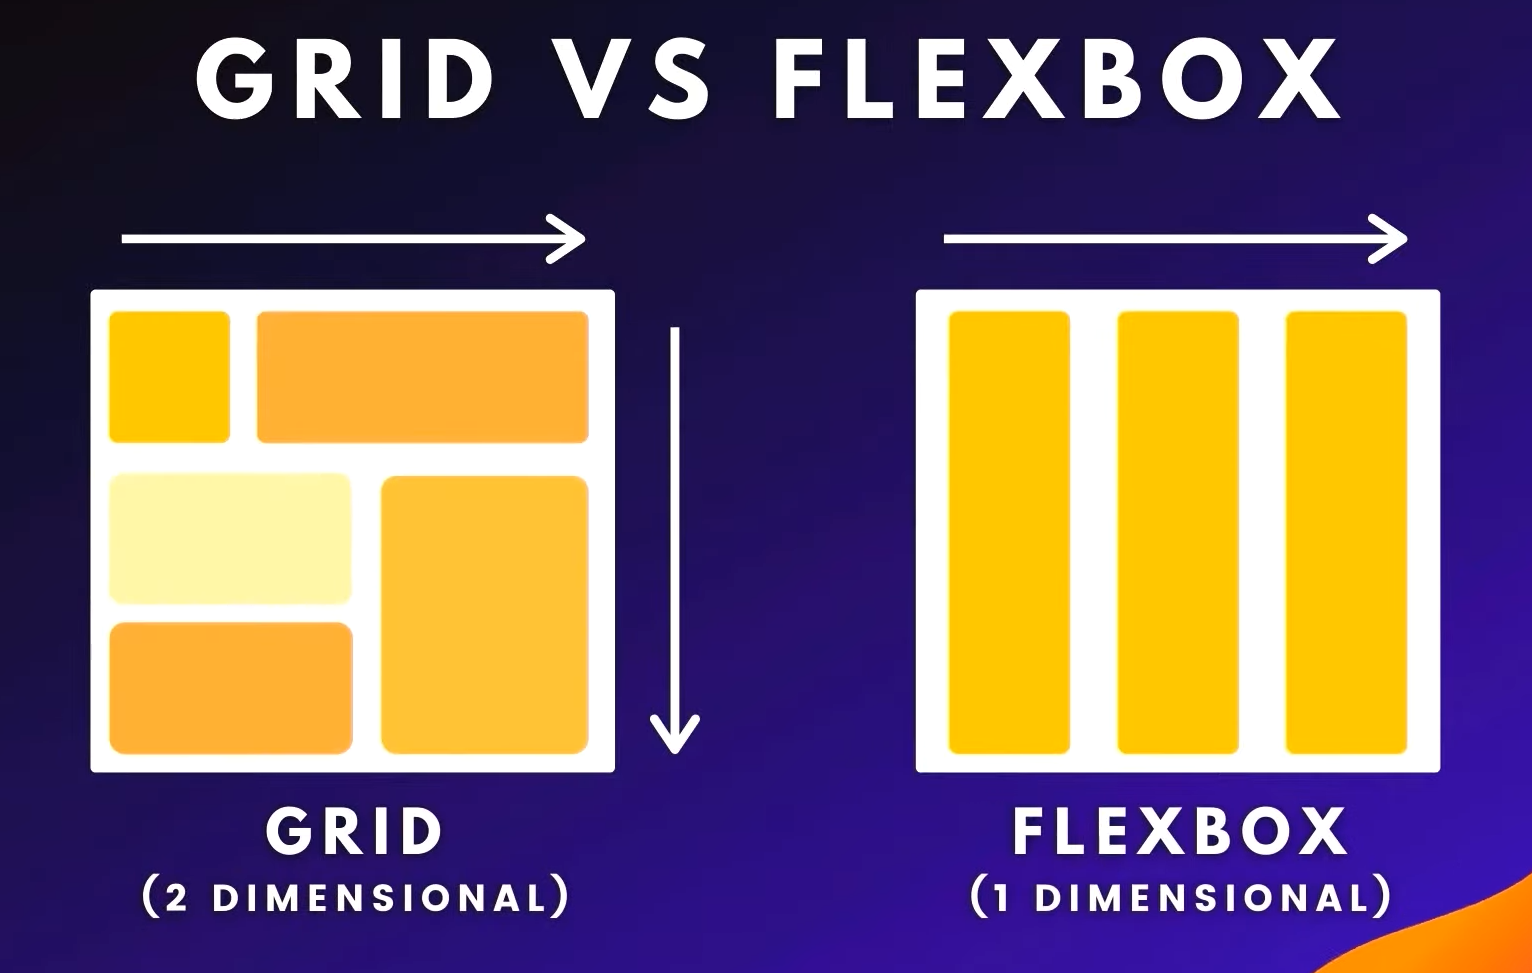 GRID VS FLEXBOX
GRID
(2 DIMENSIONAL)
FLEXBOX
(1 DIMENSIONAL)